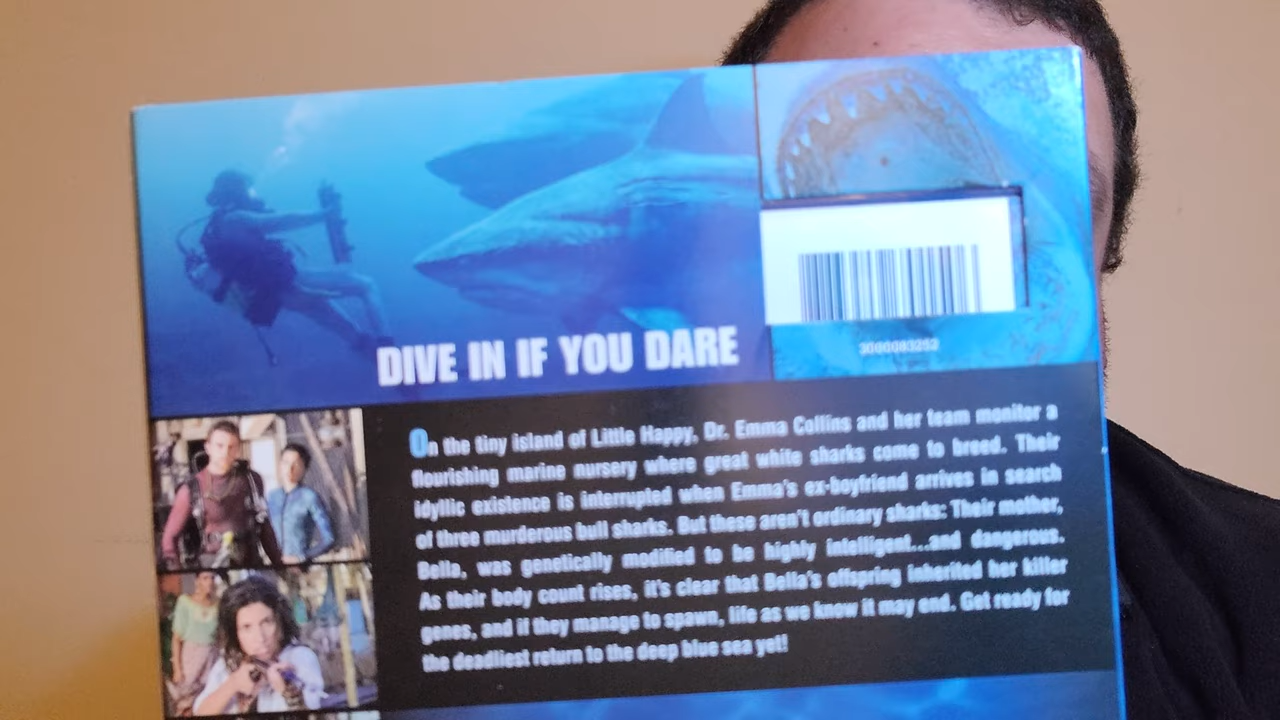 DIVE IN IF YOU DARE
3000083252
On the tiny island of Little Happy, Dr. Emma Collins and her team monitor a
flourishing marine nursery where great white sharks come to breed. Their
idyllic existence is interrupted when Emma's ex-boyfriend arrives in search
of three murderous bull sharks. But these aren't ordinary sharks: Their mother,
Bella, was genetically modified to be highly intelligent...and dangerous.
As their body count rises, it's clear that Bella's offspring inherited her killer
genes, and if they manage to spawn, life as we know it may end. Get ready for
the deadliest return to the deep blue sea yet!